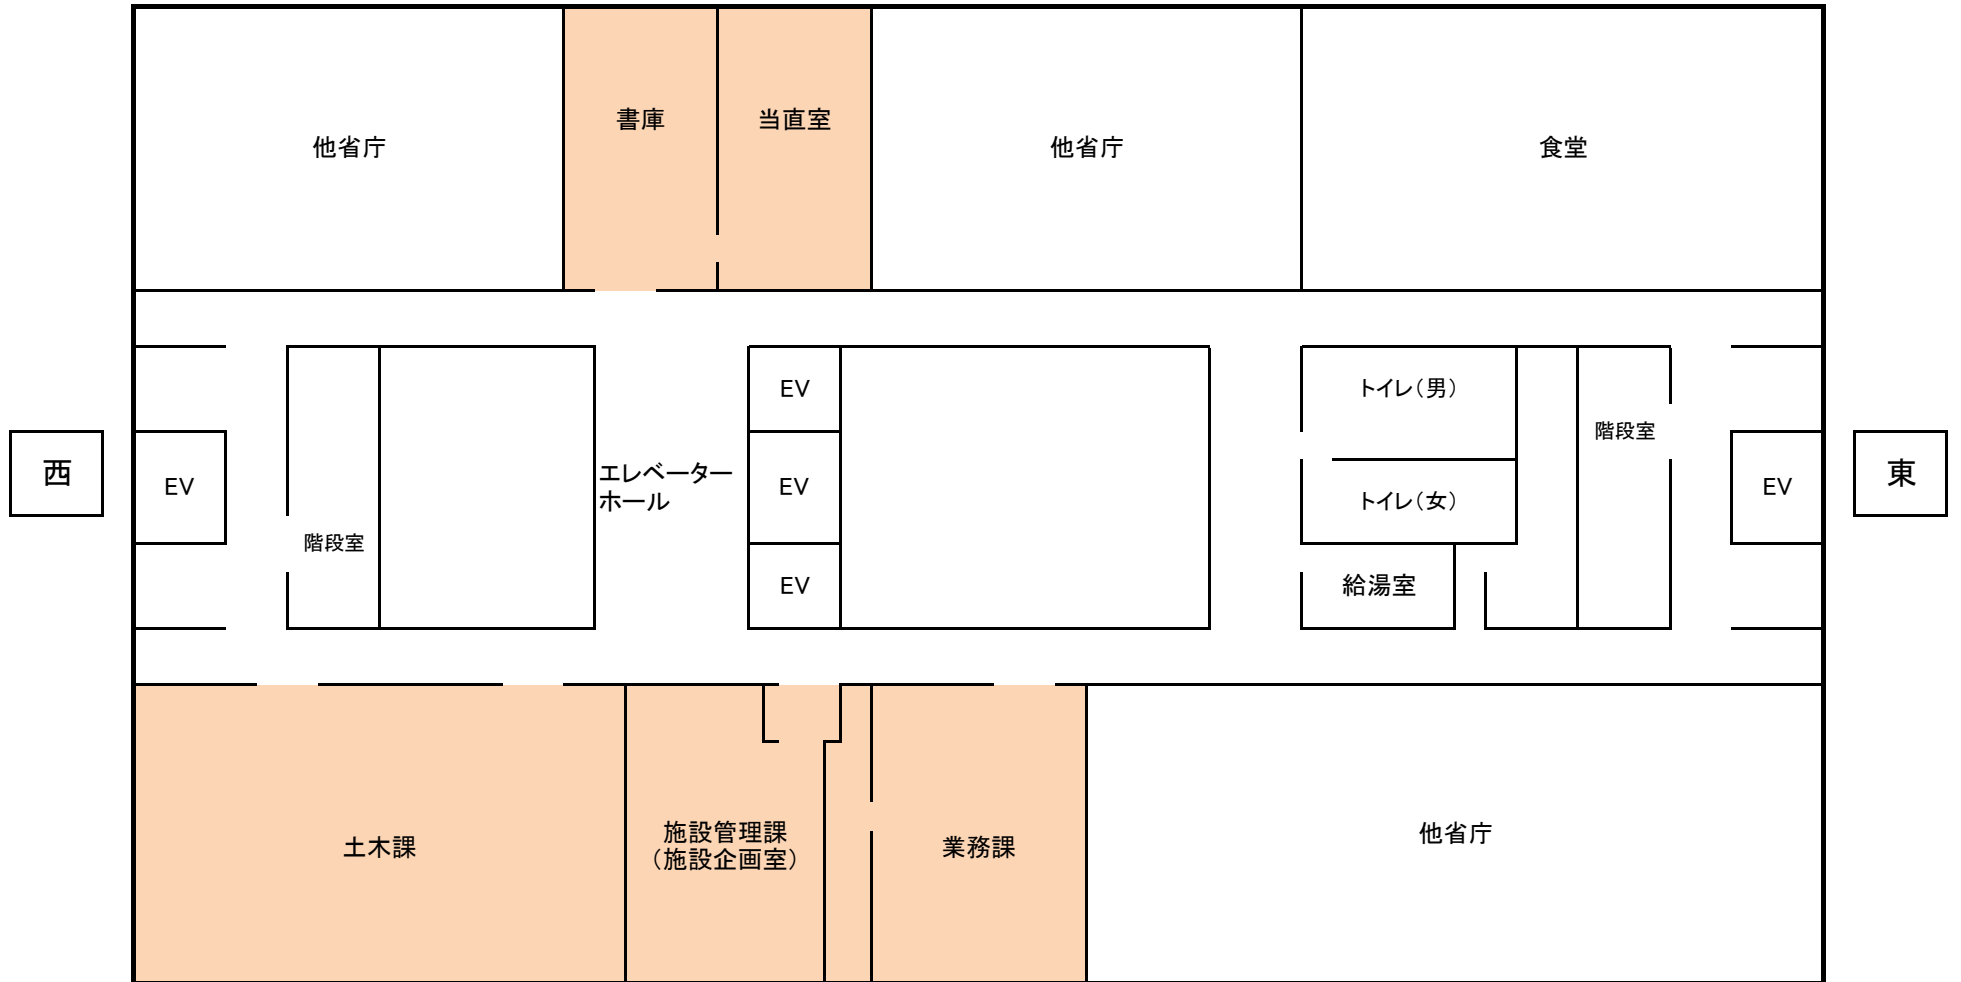 他省庁
書庫
当直室
他省庁
食堂
EV
トイレ（男）
階段室
西
EV
エレベーター
ホール
EV
トイレ（女）
EV
東
階段室
EV
給湯室
土木課
施設管理課
（施設企画室）
業務課
他省庁